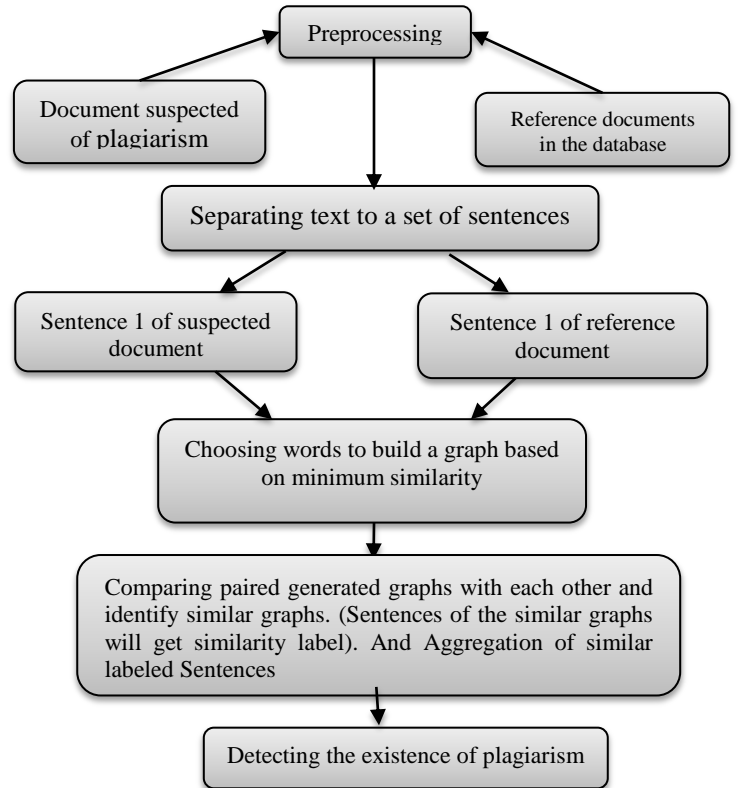 Preprocessing
Document suspected
of plagiarism
Reference documents
in the database
Separating text to a set of sentences
Sentence 1 of suspected
document
Sentence 1 of reference
document
Choosing words to build a graph based
on minimum similarity
Comparing paired generated graphs with each other and
identify similar graphs. (Sentences of the similar graphs
will get similarity label). And Aggregation of similar
labeled Sentences
Detecting the existence of plagiarism